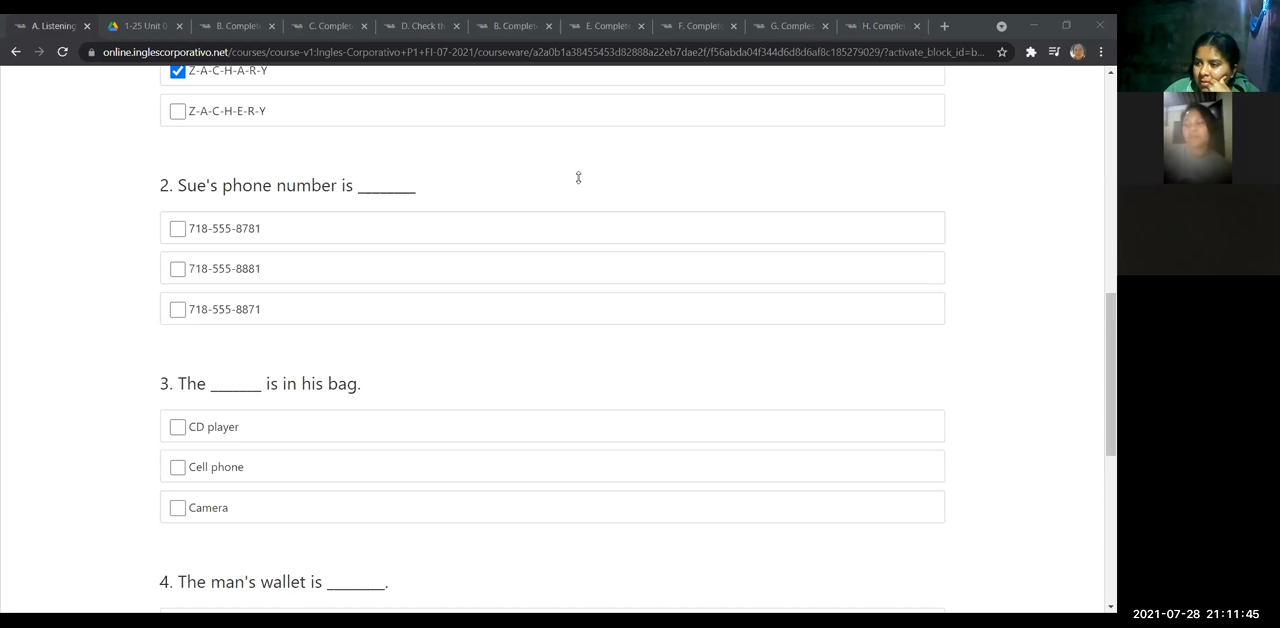 A. Listening
1-25 Unit 0
B. Complet
C. Complet
D. Check th
B. Complet
E. Complete
F. Complet
G. Complet
H. Complet
online.inglescorporativo.net/courses/course-v1:Ingles-Corporativo+P1+FI-07-2021/courseware/a2a0b1a38455453d82888a22eb7dae2f/f56abda04f344d6d8d6af8c185279029/?activate_block_id=b...
Z-A-C-H-A-R-Y
Z-A-C-H-E-R-Y
2. Sue's phone number is ________
718-555-8781
718-555-8881
718-555-8871
3. The _______ is in his bag.
CD player
Cell phone
Camera
4. The man's wallet is ________.
2021-07-28 21:11:45